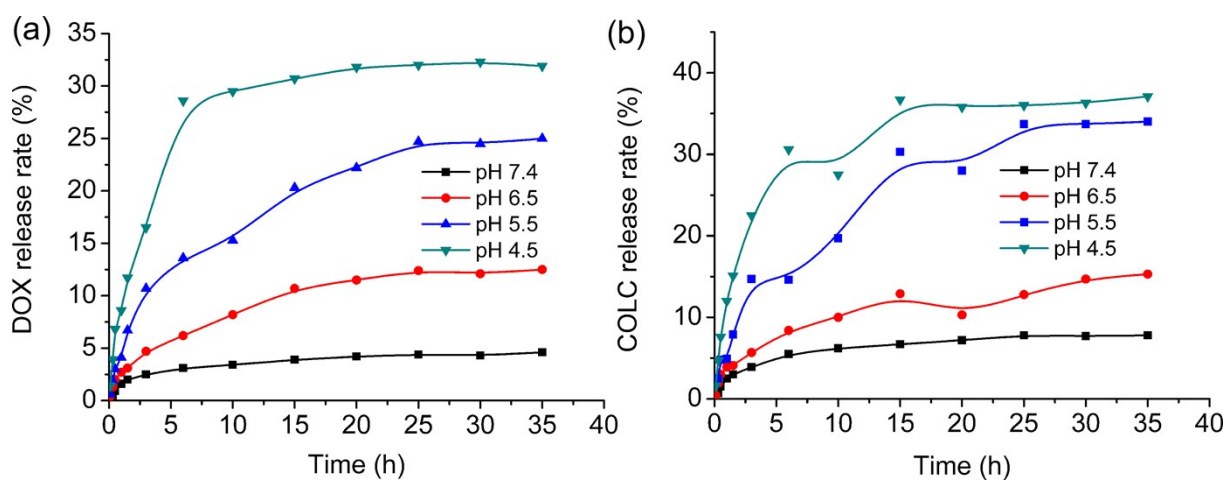 (a)
DOX release rate (%)
35
30
25
20
15
10
5
0
pH 7.4
pH 6.5
pH 5.5
pH 4.5
0 5 10 15 20 25 30 35 40
Time (h)
(b)
COLC release rate (%)
40
30
20
10
0
pH 7.4
pH 6.5
pH 5.5
pH 4.5
0 5 10 15 20 25 30 35 40
Time (h)